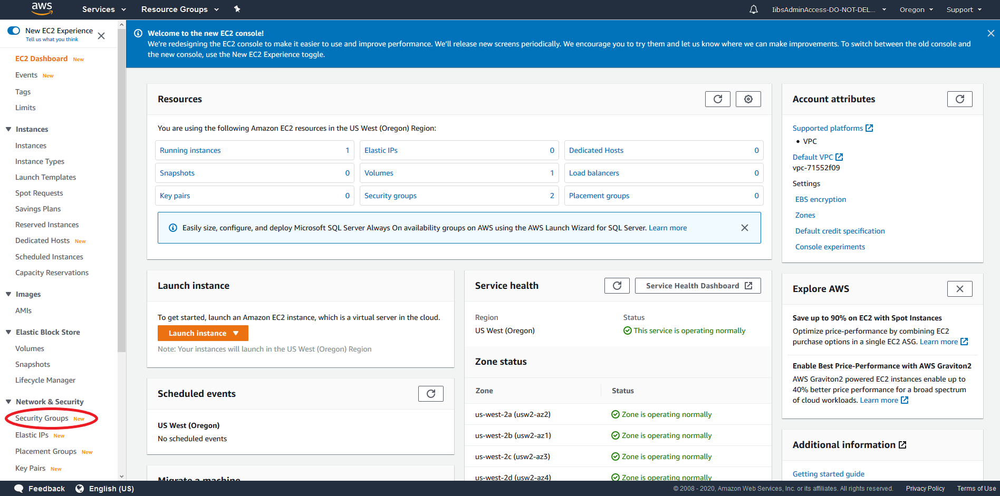 aws
Services
Resource Groups
IibsAdminAccess-DO-NOT-DEL...
Oregon
Support
New EC2 Experience
Tell us what you think
EC2 Dashboard New
Events New
Tags
Limits
Instances
Instances
Instance Types
Launch Templates
Spot Requests
Savings Plans
Reserved Instances
Dedicated Hosts New
Scheduled Instances
Capacity Reservations
Images
AMIs
Elastic Block Store
Volumes
Snapshots
Lifecycle Manager
Network & Security
Security Groups New
Elastic IPs New
Placement Groups New
Key Pairs New
Welcome to the new EC2 console!
We're redesigning the EC2 console to make it easier to use and improve performance. We'll release new screens periodically. We encourage you to try them and let us know where we can make improvements. To switch between the old console and
the new console, use the New EC2 Experience toggle.
Resources
You are using the following Amazon EC2 resources in the US West (Oregon) Region:
Running instances 1
Elastic IPs 0
Dedicated Hosts 0
Snapshots 0
Volumes 1
Load balancers 0
Key pairs 0
Security groups 2
Placement groups 0
Easily size, configure, and deploy Microsoft SQL Server Always On availability groups on AWS using the AWS Launch Wizard for SQL Server. Learn more
Launch instance
To get started, launch an Amazon EC2 instance, which is a virtual server in the cloud.
Launch instance
Note: Your instances will launch in the US West (Oregon) Region
Scheduled events
US West (Oregon)
No scheduled events
Migrate a machine
Service health
Service Health Dashboard
Region Status
US West (Oregon) This service is operating normally
Zone status
Zone Status
us-west-2a (usw2-az2) Zone is operating normally
us-west-2b (usw2-az1) Zone is operating normally
us-west-2c (usw2-az3) Zone is operating normally
us-west-2d (usw2-az4) Zone is operating normally
Account attributes
Supported platforms
• VPC
Default VPC
vpc-71552f09
Settings
EBS encryption
Zones
Default credit specification
Console experiments
Explore AWS
Save up to 90% on EC2 with Spot Instances
Optimize price-performance by combining EC2
purchase options in a single EC2 ASG. Learn more
Enable Best Price-Performance with AWS Graviton2
AWS Graviton2 powered EC2 instances enable up to
40% better price performance for a broad spectrum
of cloud workloads. Learn more
Additional information
Getting started guide
Feedback
English (US)
© 2008 - 2020, Amazon Web Services, Inc. or its affiliates. All rights reserved.
Privacy Policy
Terms of Use